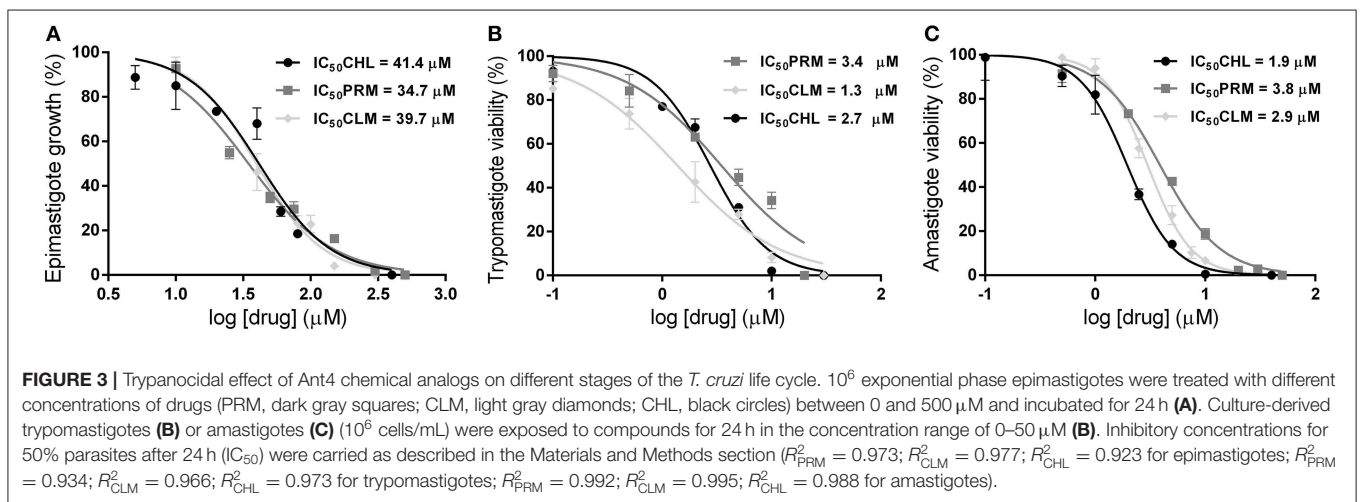 A
100
80
60
40
20
0
Epimastigote growth (%)
IC₅₀CHL = 41.4 μM
IC₅₀PRM = 34.7 μM
IC₅₀CLM = 39.7 μM
0.5 1.0 1.5 2.0 2.5 3.0
log [drug] (μM)
B
100
80
60
40
20
0
Trypomastigote viability (%)
IC₅₀PRM = 3.4 μM
IC₅₀CLM = 1.3 μM
IC₅₀CHL = 2.7 μM
-1 0 1 2
log [drug] (μM)
C
100
80
60
40
20
0
Amastigote viability (%)
IC₅₀CHL = 1.9 μM
IC₅₀PRM = 3.8 μM
IC₅₀CLM = 2.9 μM
-1 0 1 2
log [drug] (μM)
FIGURE 3 | Trypanocidal effect of Ant4 chemical analogs on different stages of the T. cruzi life cycle. 10⁶ exponential phase epimastigotes were treated with different
concentrations of drugs (PRM, dark gray squares; CLM, light gray diamonds; CHL, black circles) between 0 and 500 μM and incubated for 24 h (A). Culture-derived
trypomastigotes (B) or amastigotes (C) (10⁶ cells/mL) were exposed to compounds for 24 h in the concentration range of 0–50 μM (B). Inhibitory concentrations for
50% parasites after 24 h (IC₅₀) were carried as described in the Materials and Methods section (R²PRM = 0.973; R²CLM = 0.977; R²CHL = 0.923 for epimastigotes; R²PRM
= 0.934; R²CLM = 0.966; R²CHL = 0.973 for trypomastigotes; R²PRM = 0.992; R²CLM = 0.995; R²CHL = 0.988 for amastigotes).